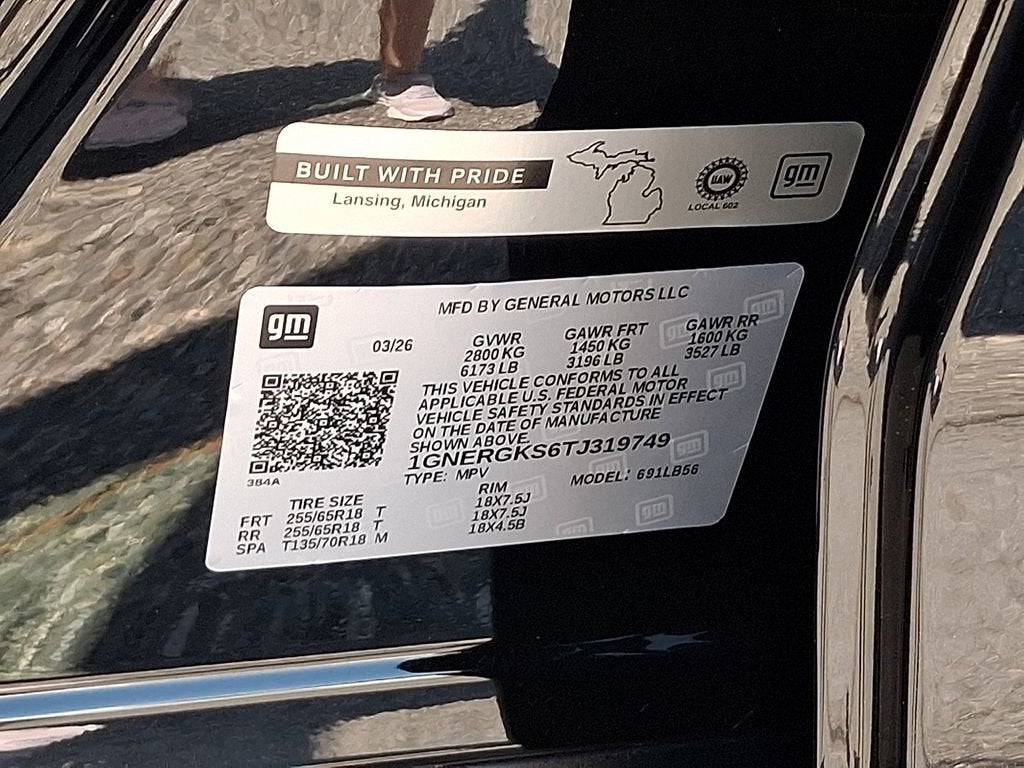 BUILT WITH PRIDE
Lansing, Michigan
UAW
LOCAL 602
gm
gm
MFD BY GENERAL MOTORS LLC
03/26
GVWR GAWR FRT GAWR RR
2800 KG 1450 KG 1600 KG
6173 LB 3196 LB 3527 LB
THIS VEHICLE CONFORMS TO ALL
APPLICABLE U.S. FEDERAL MOTOR
VEHICLE SAFETY STANDARDS IN EFFECT
ON THE DATE OF MANUFACTURE
SHOWN ABOVE.
1GNERGKS6TJ319749
TYPE: MPV MODEL: 691LB56
3B4A
TIRE SIZE RIM
FRT 255/65R18 T 18X7.5J
RR 255/65R18 T 18X7.5J
SPA T135/70R18 M 18X4.5B